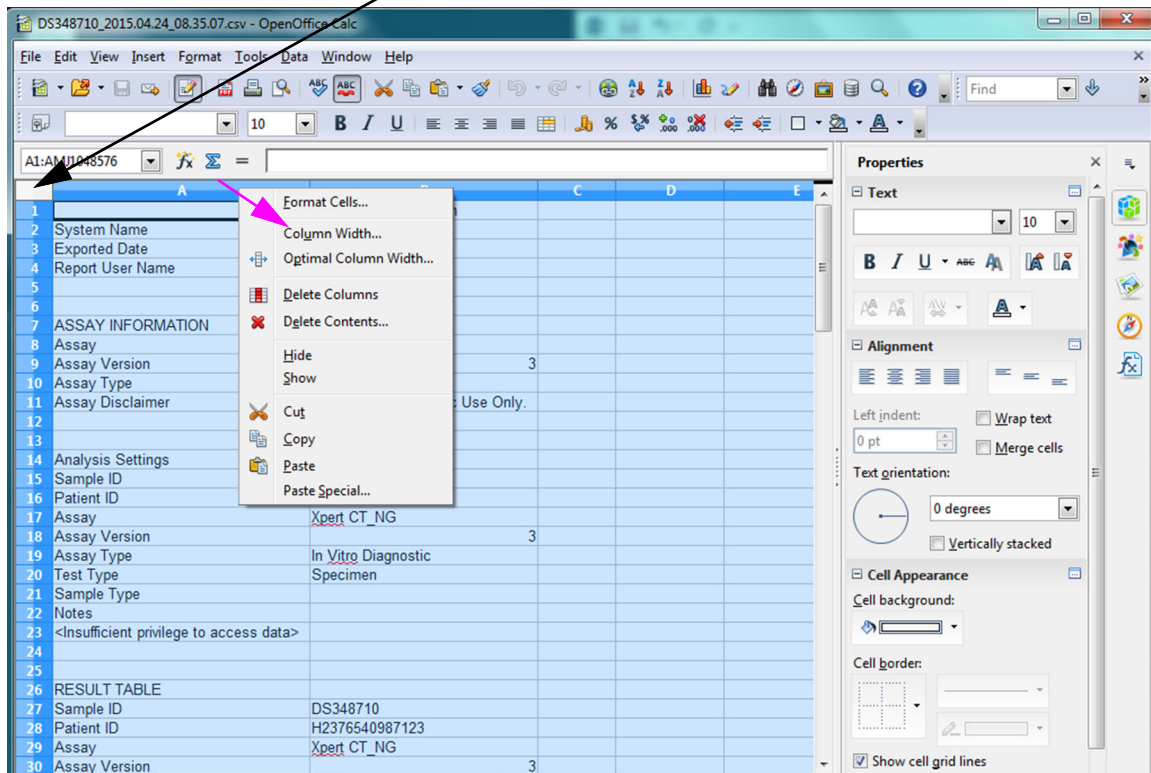 DS348710_2015.04.24_08.35.07.csv - OpenOffice Calc
File Edit View Insert Format Tools Data Window Help
Find
10
A1:AMJ1048576
Properties
A C D E
Text
10
1
2 System Name
3 Exported Date
4 Report User Name
5
6
7 ASSAY INFORMATION
8 Assay
9 Assay Version 3
10 Assay Type
11 Assay Disclaimer Use Only.
12
13
14 Analysis Settings
15 Sample ID
16 Patient ID
17 Assay Xpert CT_NG
18 Assay Version 3
19 Assay Type In Vitro Diagnostic
20 Test Type Specimen
21 Sample Type
22 Notes
23 <Insufficient privilege to access data>
24
25
26 RESULT TABLE
27 Sample ID DS348710
28 Patient ID H2376540987123
29 Assay Xpert CT_NG
30 Assay Version 3
Format Cells...
Column Width...
Optimal Column Width...
Delete Columns
Delete Contents...
Hide
Show
Cut
Copy
Paste
Paste Special...
Alignment
Left indent:
0 pt
Wrap text
Merge cells
Text orientation:
0 degrees
Vertically stacked
Cell Appearance
Cell background:
Cell border:
Show cell grid lines